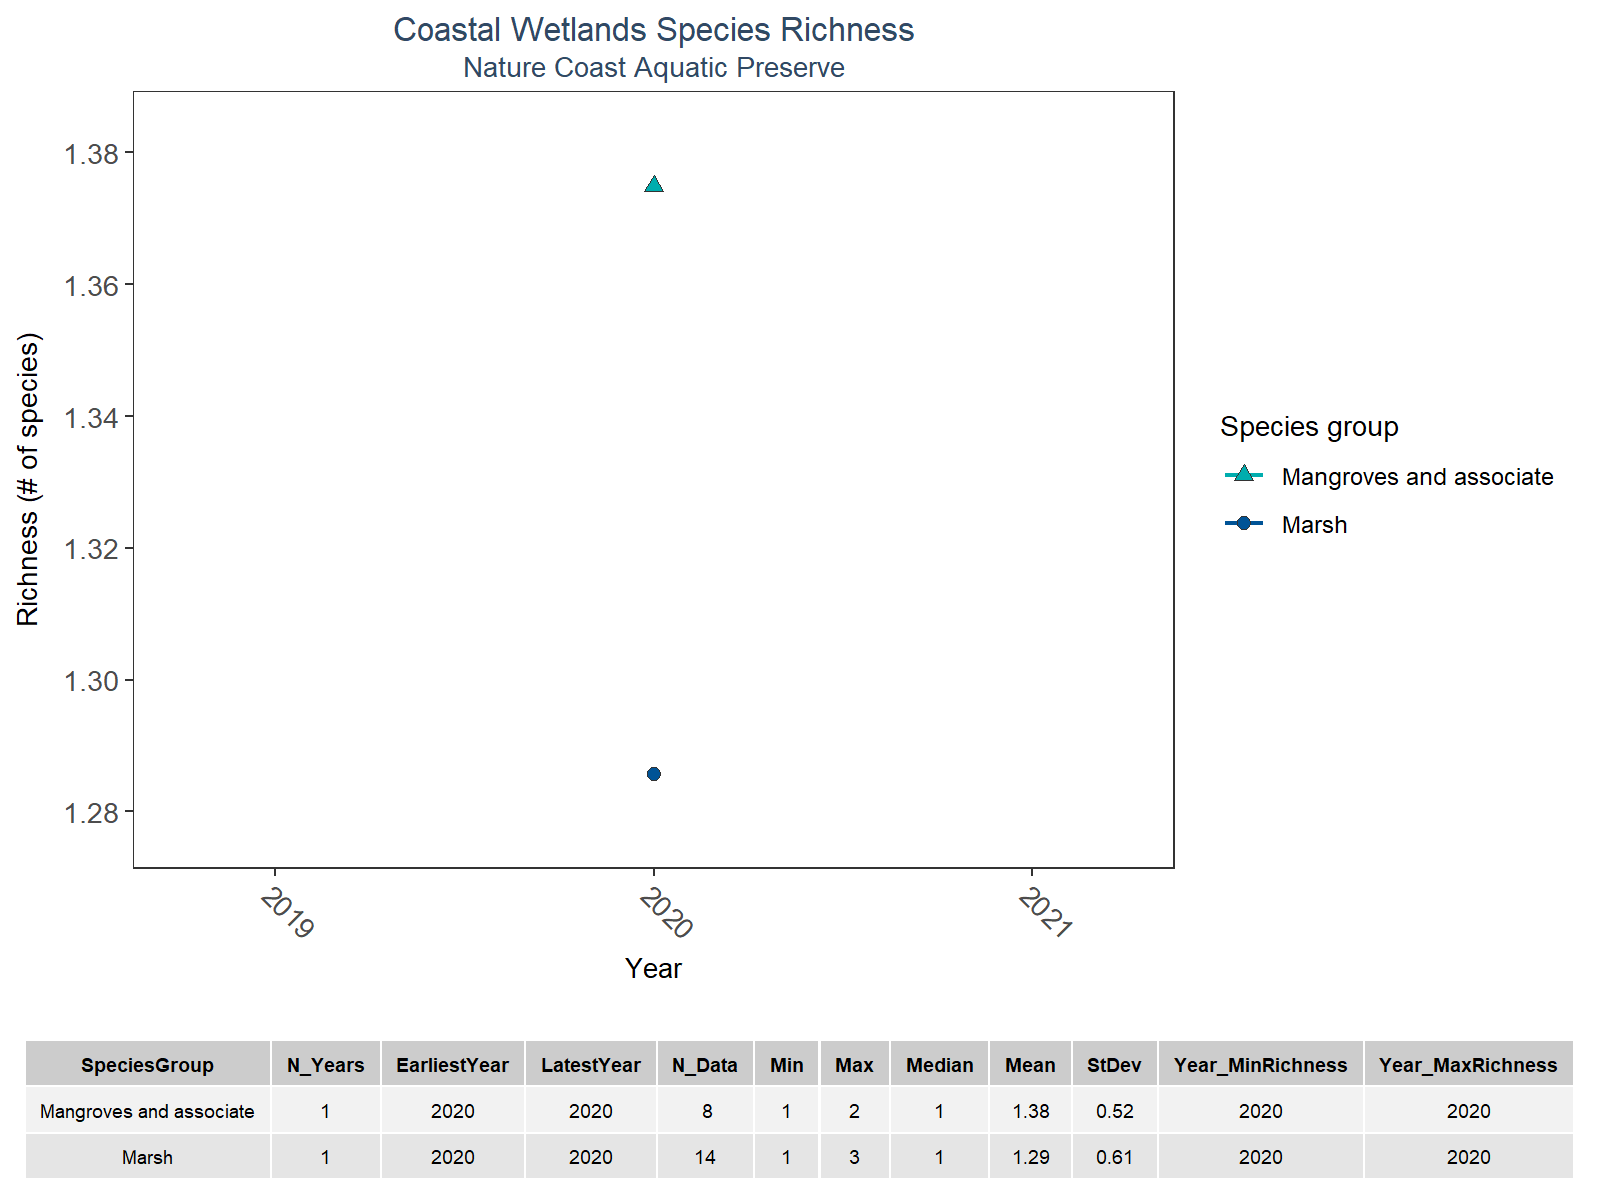 Coastal Wetlands Species Richness
Nature Coast Aquatic Preserve
Richness (# of species)
1.38
1.36
1.34
1.32
1.30
1.28
2019 2020 2021
Year
Species group
Mangroves and associate
Marsh
SpeciesGroup N_Years EarliestYear LatestYear N_Data Min Max Median Mean StDev Year_MinRichness Year_MaxRichness
Mangroves and associate 1 2020 2020 8 1 2 1 1.38 0.52 2020 2020
Marsh 1 2020 2020 14 1 3 1 1.29 0.61 2020 2020